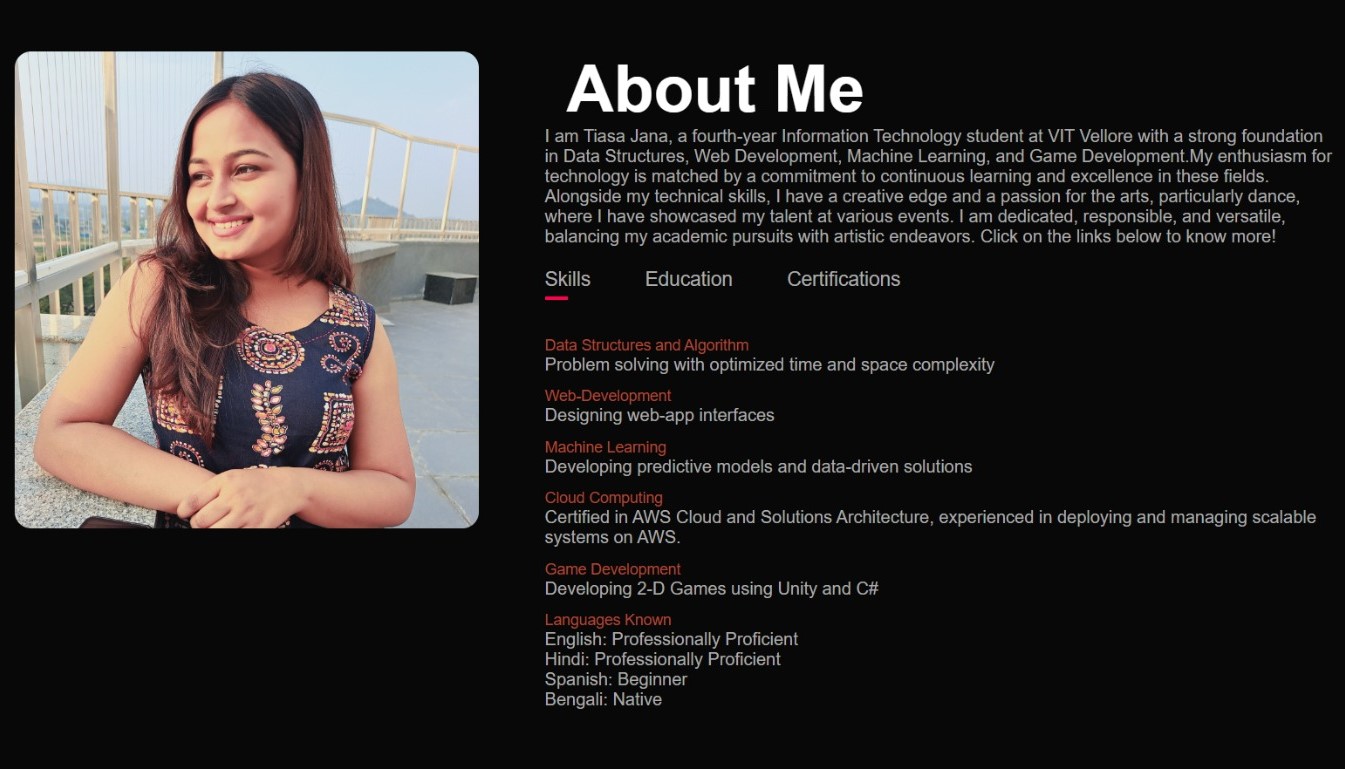 About Me
I am Tiasa Jana, a fourth-year Information Technology student at VIT Vellore with a strong foundation
in Data Structures, Web Development, Machine Learning, and Game Development.My enthusiasm for
technology is matched by a commitment to continuous learning and excellence in these fields.
Alongside my technical skills, I have a creative edge and a passion for the arts, particularly dance,
where I have showcased my talent at various events. I am dedicated, responsible, and versatile,
balancing my academic pursuits with artistic endeavors. Click on the links below to know more!
Skills Education Certifications
Data Structures and Algorithm
Problem solving with optimized time and space complexity
Web-Development
Designing web-app interfaces
Machine Learning
Developing predictive models and data-driven solutions
Cloud Computing
Certified in AWS Cloud and Solutions Architecture, experienced in deploying and managing scalable
systems on AWS.
Game Development
Developing 2-D Games using Unity and C#
Languages Known
English: Professionally Proficient
Hindi: Professionally Proficient
Spanish: Beginner
Bengali: Native